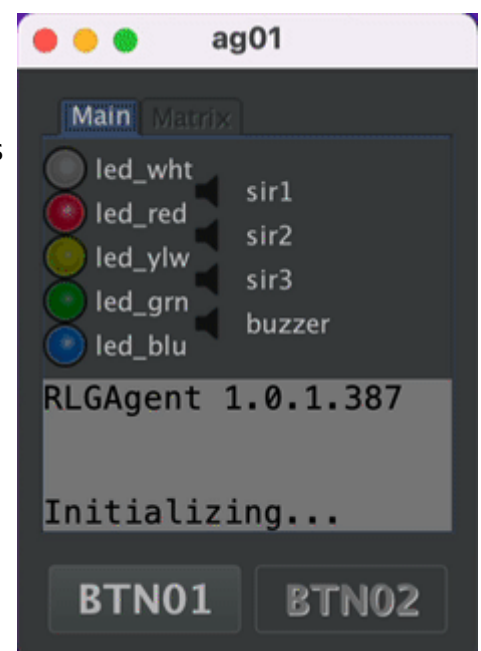 ag01
Main Matrix
led_wht
sir1
led_red
sir2
led_ylw
sir3
led_grn
buzzer
led_blu
RLGAgent 1.0.1.387
Initializing...
BTN01 BTN02